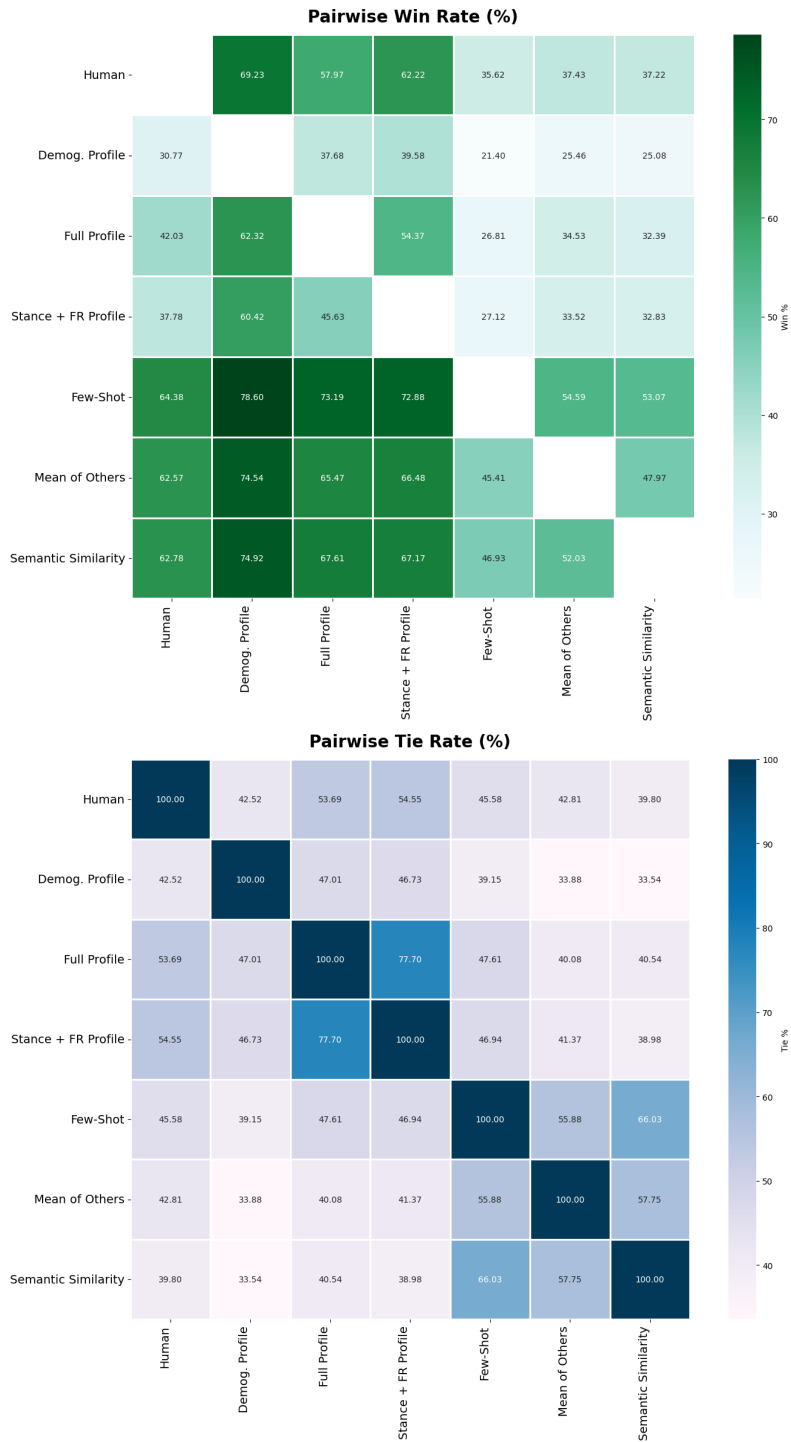 Pairwise Win Rate (%)
Human 69.23 57.97 62.22 35.62 37.43 37.22
Demog. Profile 30.77 37.68 39.58 21.40 25.46 25.08
Full Profile 42.03 62.32 54.37 26.81 34.53 32.39
Stance + FR Profile 37.78 60.42 45.63 27.12 33.52 32.83
Few-Shot 64.38 78.60 73.19 72.88 54.59 53.07
Mean of Others 62.57 74.54 65.47 66.48 45.41 47.97
Semantic Similarity 62.78 74.92 67.61 67.17 46.93 52.03
Human
Demog. Profile
Full Profile
Stance + FR Profile
Few-Shot
Mean of Others
Semantic Similarity
70
60
50
40
30
Win %
Pairwise Tie Rate (%)
Human 100.00 42.52 53.69 54.55 45.58 42.81 39.80
Demog. Profile 42.52 100.00 47.01 46.73 39.15 33.88 33.54
Full Profile 53.69 47.01 100.00 77.70 47.61 40.08 40.54
Stance + FR Profile 54.55 46.73 77.70 100.00 46.94 41.37 38.98
Few-Shot 45.58 39.15 47.61 46.94 100.00 55.88 66.03
Mean of Others 42.81 33.88 40.08 41.37 55.88 100.00 57.75
Semantic Similarity 39.80 33.54 40.54 38.98 66.03 57.75 100.00
Human
Demog. Profile
Full Profile
Stance + FR Profile
Few-Shot
Mean of Others
Semantic Similarity
100
90
80
70
60
50
40
Tie %